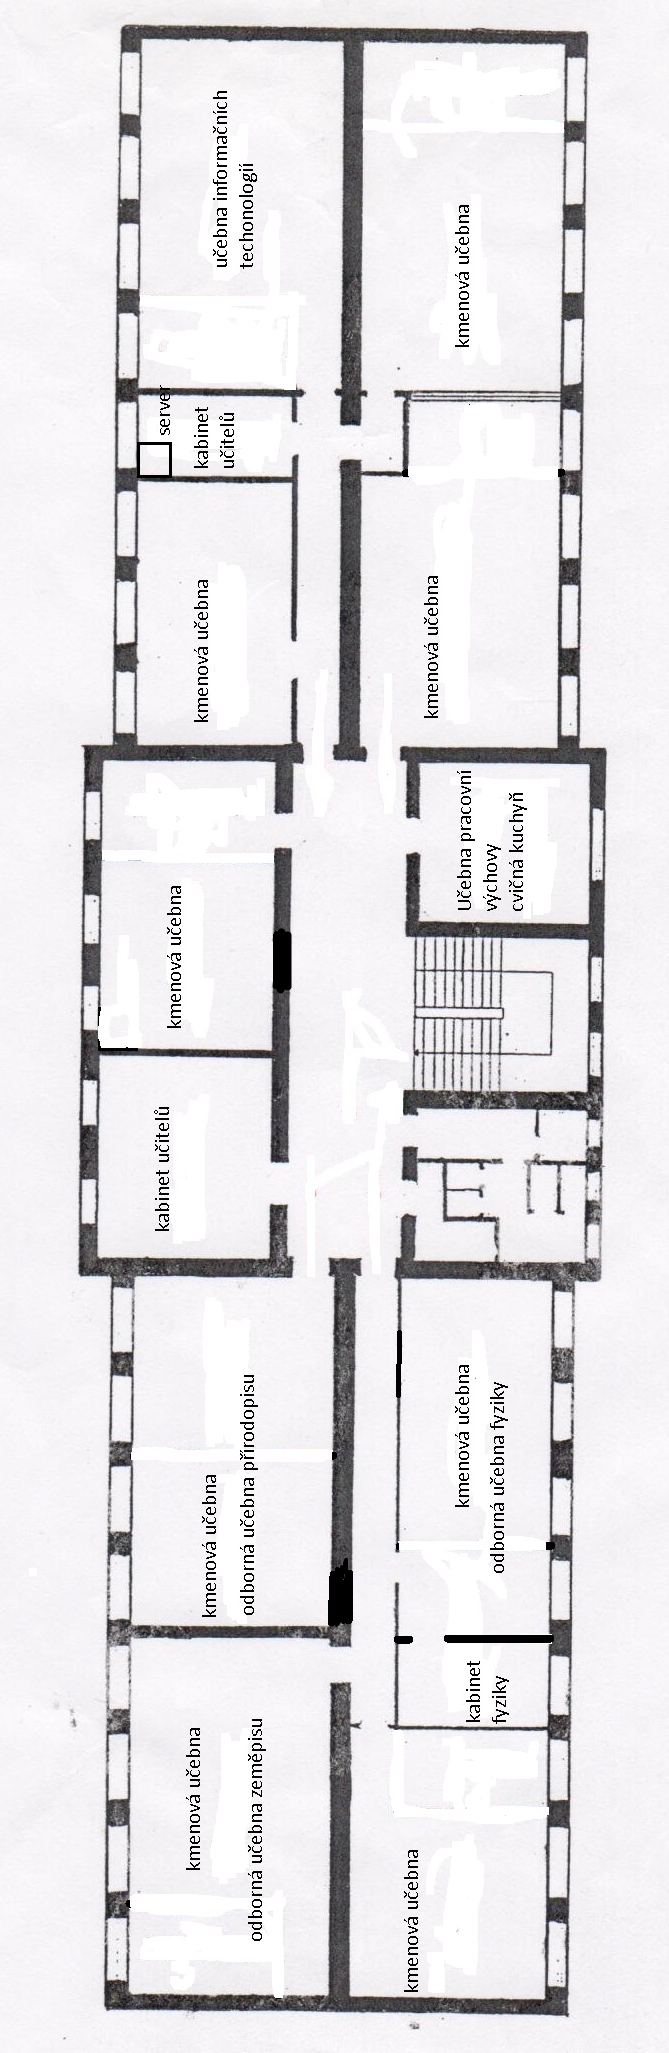 učebna informačních
techonologií
kmenová učebna
server
kabinet
učitelů
kmenová učebna
kmenová učebna
Učebna pracovní
výchovy
cvičná kuchyň
kmenová učebna
kabinet učitelů
kmenová učebna
odborná učebna přírodopisu
kmenová učebna
odborná učebna fyziky
kabinet
fyziky
kmenová učebna
odborná učebna zeměpisu
kmenová učebna